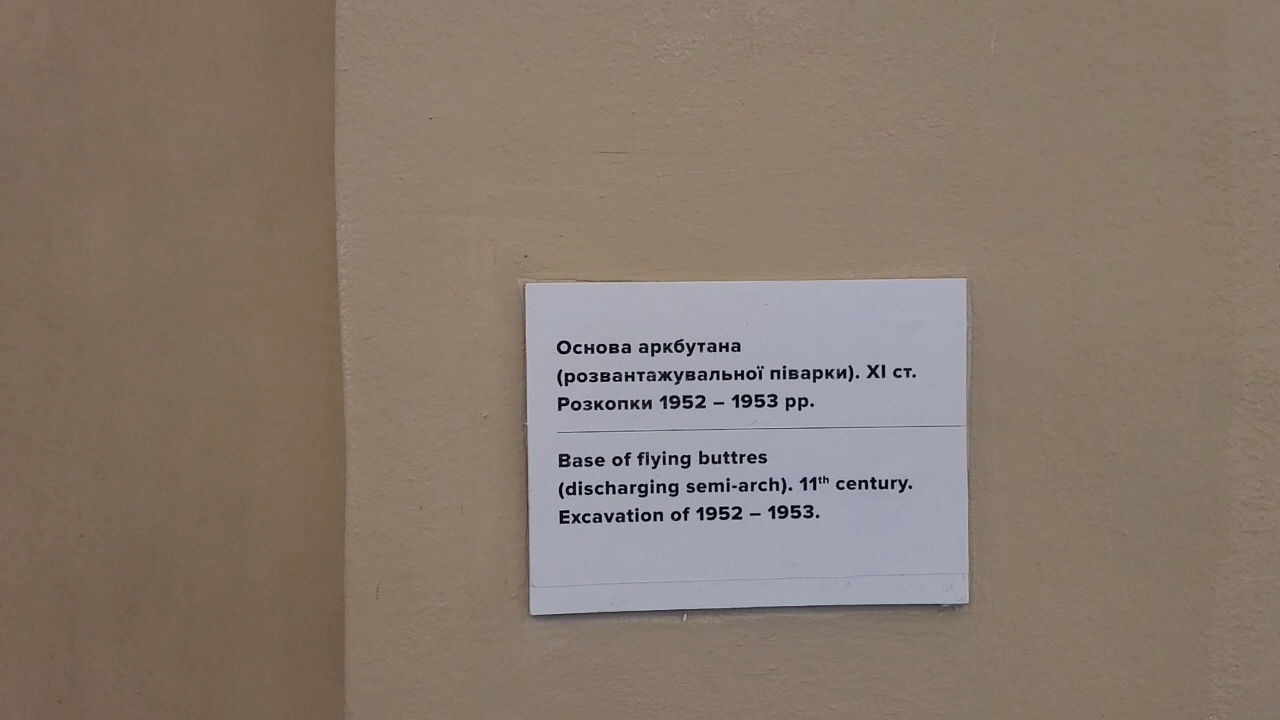 Основа аркбутана
(розвантажувальної піварки). XI ст.
Розкопки 1952 – 1953 рр.
Base of flying buttres
(discharging semi-arch). 11th century.
Excavation of 1952 – 1953.